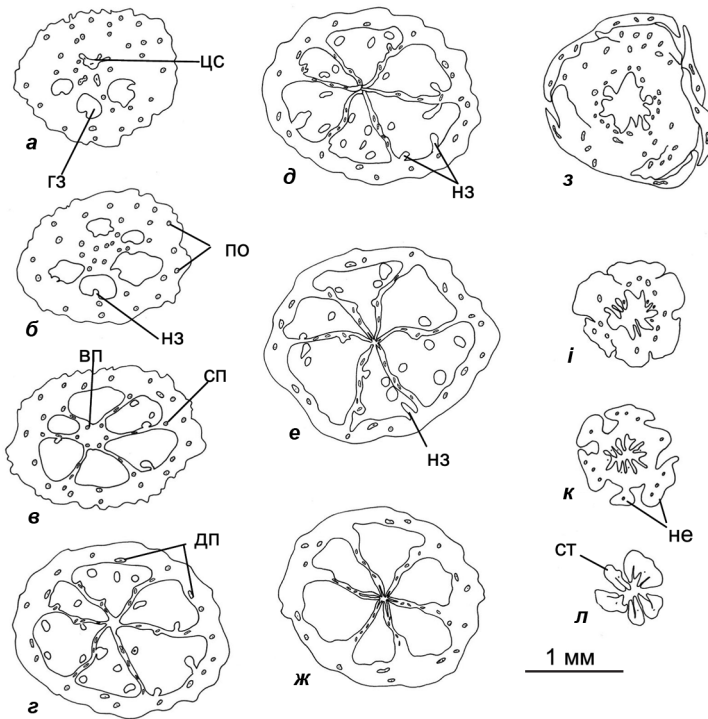 цс
а
гз
по
б
нз
вп
сп
в
дп
г
д
нз
е
нз
ж
з
і
к
не
ст
л
1 мм